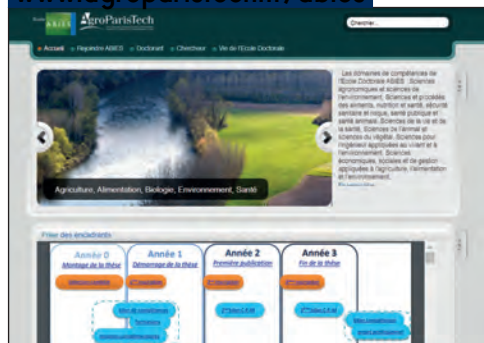 www.agroparistech.fr/abies
ABIES
AgroParisTech
Chercher...
Accueil
Rejoindre ABIES
Doctorant
Chercheur
Vie de l'Ecole Doctorale
Les domaines de compétences de
l'Ecole Doctorale ABIES : Sciences
agronomiques et sciences de
l'environnement, Sciences et procédés
des aliments, nutrition et santé, sécurité
sanitaire et risque, santé publique et
santé animale, Sciences de la vie et de
la santé, Sciences de l'animal et
sciences du végétal, Sciences pour
l'ingénieur appliquées au vivant et à
l'environnement, Sciences
économiques, sociales et de gestion
appliquées à l'agriculture, l'alimentation
et l'environnement.
Agriculture, Alimentation, Biologie, Environnement, Santé
Frise des encadrants
Année 0
Montage de la thèse
Année 1
Démarrage de la thèse
Année 2
Première publication
Année 3
Fin de la thèse